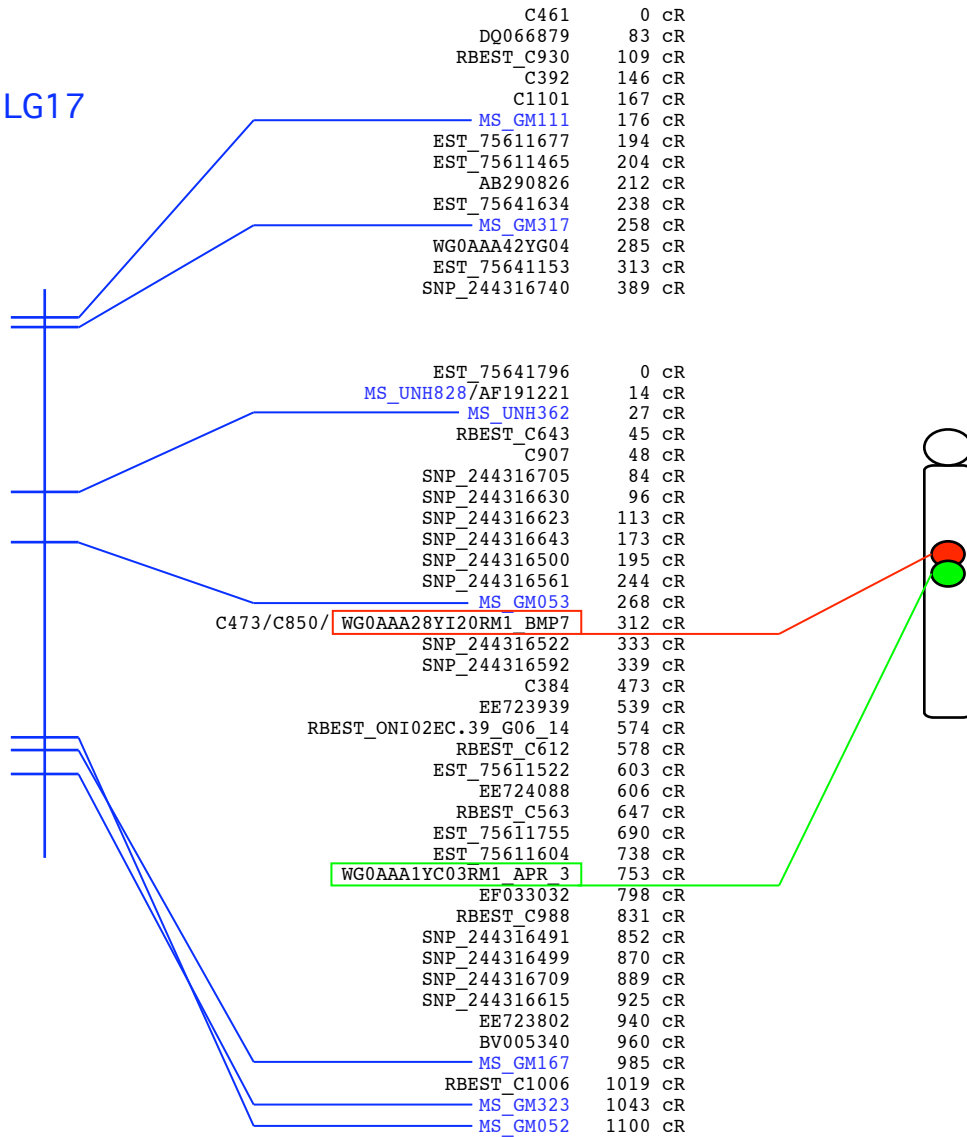 C461 0 cR
DQ066879 83 cR
RBEST_C930 109 cR
C392 146 cR
LG17
C1101 167 cR
MS_GM111 176 cR
EST_75611677 194 cR
EST_75611465 204 cR
AB290826 212 cR
EST_75641634 238 cR
MS_GM317 258 cR
WG0AAA42YG04 285 cR
EST_75641153 313 cR
SNP_244316740 389 cR
EST_75641796 0 cR
MS_UNH828/AF191221 14 cR
MS_UNH362 27 cR
RBEST_C643 45 cR
C907 48 cR
SNP_244316705 84 cR
SNP_244316630 96 cR
SNP_244316623 113 cR
SNP_244316643 173 cR
SNP_244316500 195 cR
SNP_244316561 244 cR
MS_GM053 268 cR
C473/C850/ WG0AAA28YI20RM1_BMP7 312 cR
SNP_244316522 333 cR
SNP_244316592 339 cR
C384 473 cR
EE723939 539 cR
RBEST_ONI02EC.39_G06_14 574 cR
RBEST_C612 578 cR
EST_75611522 603 cR
EE724088 606 cR
RBEST_C563 647 cR
EST_75611755 690 cR
EST_75611604 738 cR
WG0AAA1YC03RM1_APR_3 753 cR
EF033032 798 cR
RBEST_C988 831 cR
SNP_244316491 852 cR
SNP_244316499 870 cR
SNP_244316709 889 cR
SNP_244316615 925 cR
EE723802 940 cR
BV005340 960 cR
MS_GM167 985 cR
RBEST_C1006 1019 cR
MS_GM323 1043 cR
MS_GM052 1100 cR